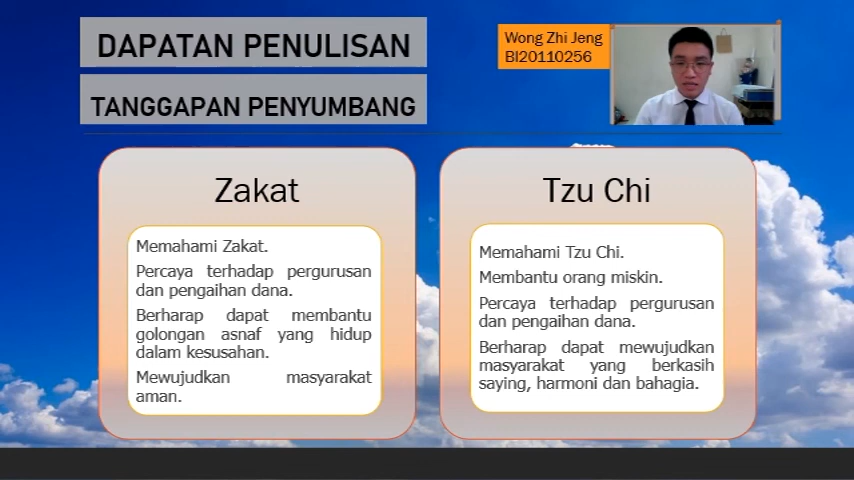 DAPATAN PENULISAN
TANGGAPAN PENYUMBANG
Wong Zhi Jeng
BI20110256
Zakat
Memahami Zakat.
Percaya terhadap pergurusan
dan pengaihan dana.
Berharap dapat membantu
golongan asnaf yang hidup
dalam kesusahan.
Mewujudkan masyarakat
aman.
Tzu Chi
Memahami Tzu Chi.
Membantu orang miskin.
Percaya terhadap pergurusan
dan pengaihan dana.
Berharap dapat mewujudkan
masyarakat yang berkasih
saying, harmoni dan bahagia.